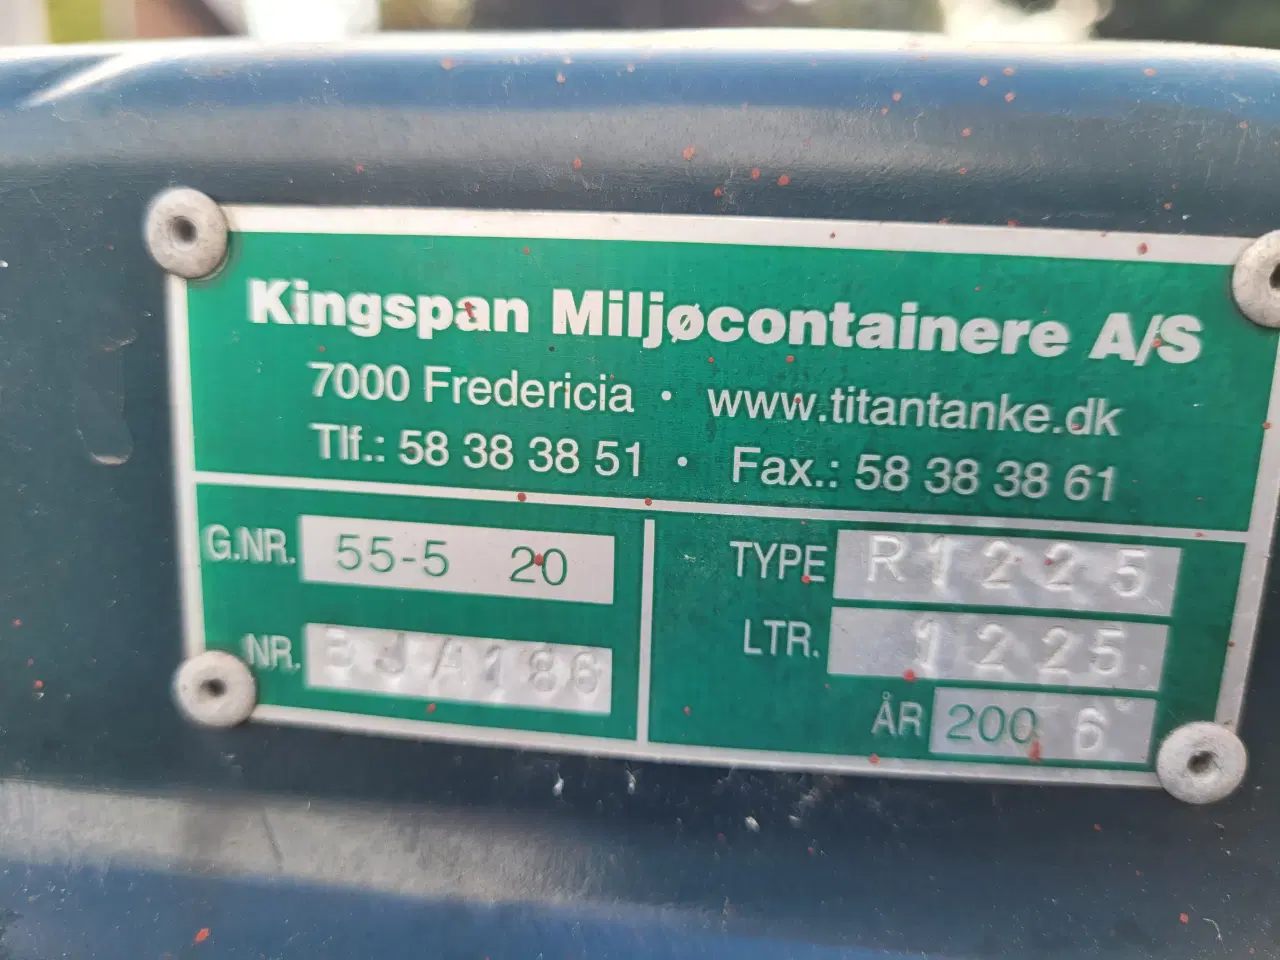 Kingspan Miljøcontainere A/S
7000 Fredericia · www.titantanke.dk
Tlf.: 58 38 38 51 · Fax.: 58 38 38 61
G.NR. 55-5 20
NR. BJA186
TYPE R1225
LTR. 1225
ÅR 2006